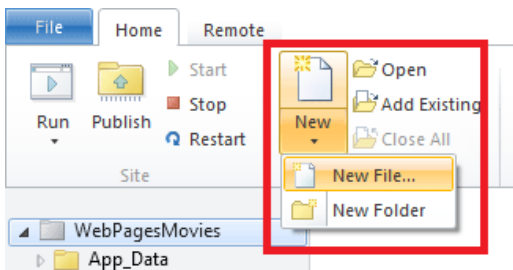 File Home Remote
Start
Stop
Restart
Run
Publish
Site
New
Open
Add Existing
Close All
New File...
New Folder
WebPagesMovies
App_Data